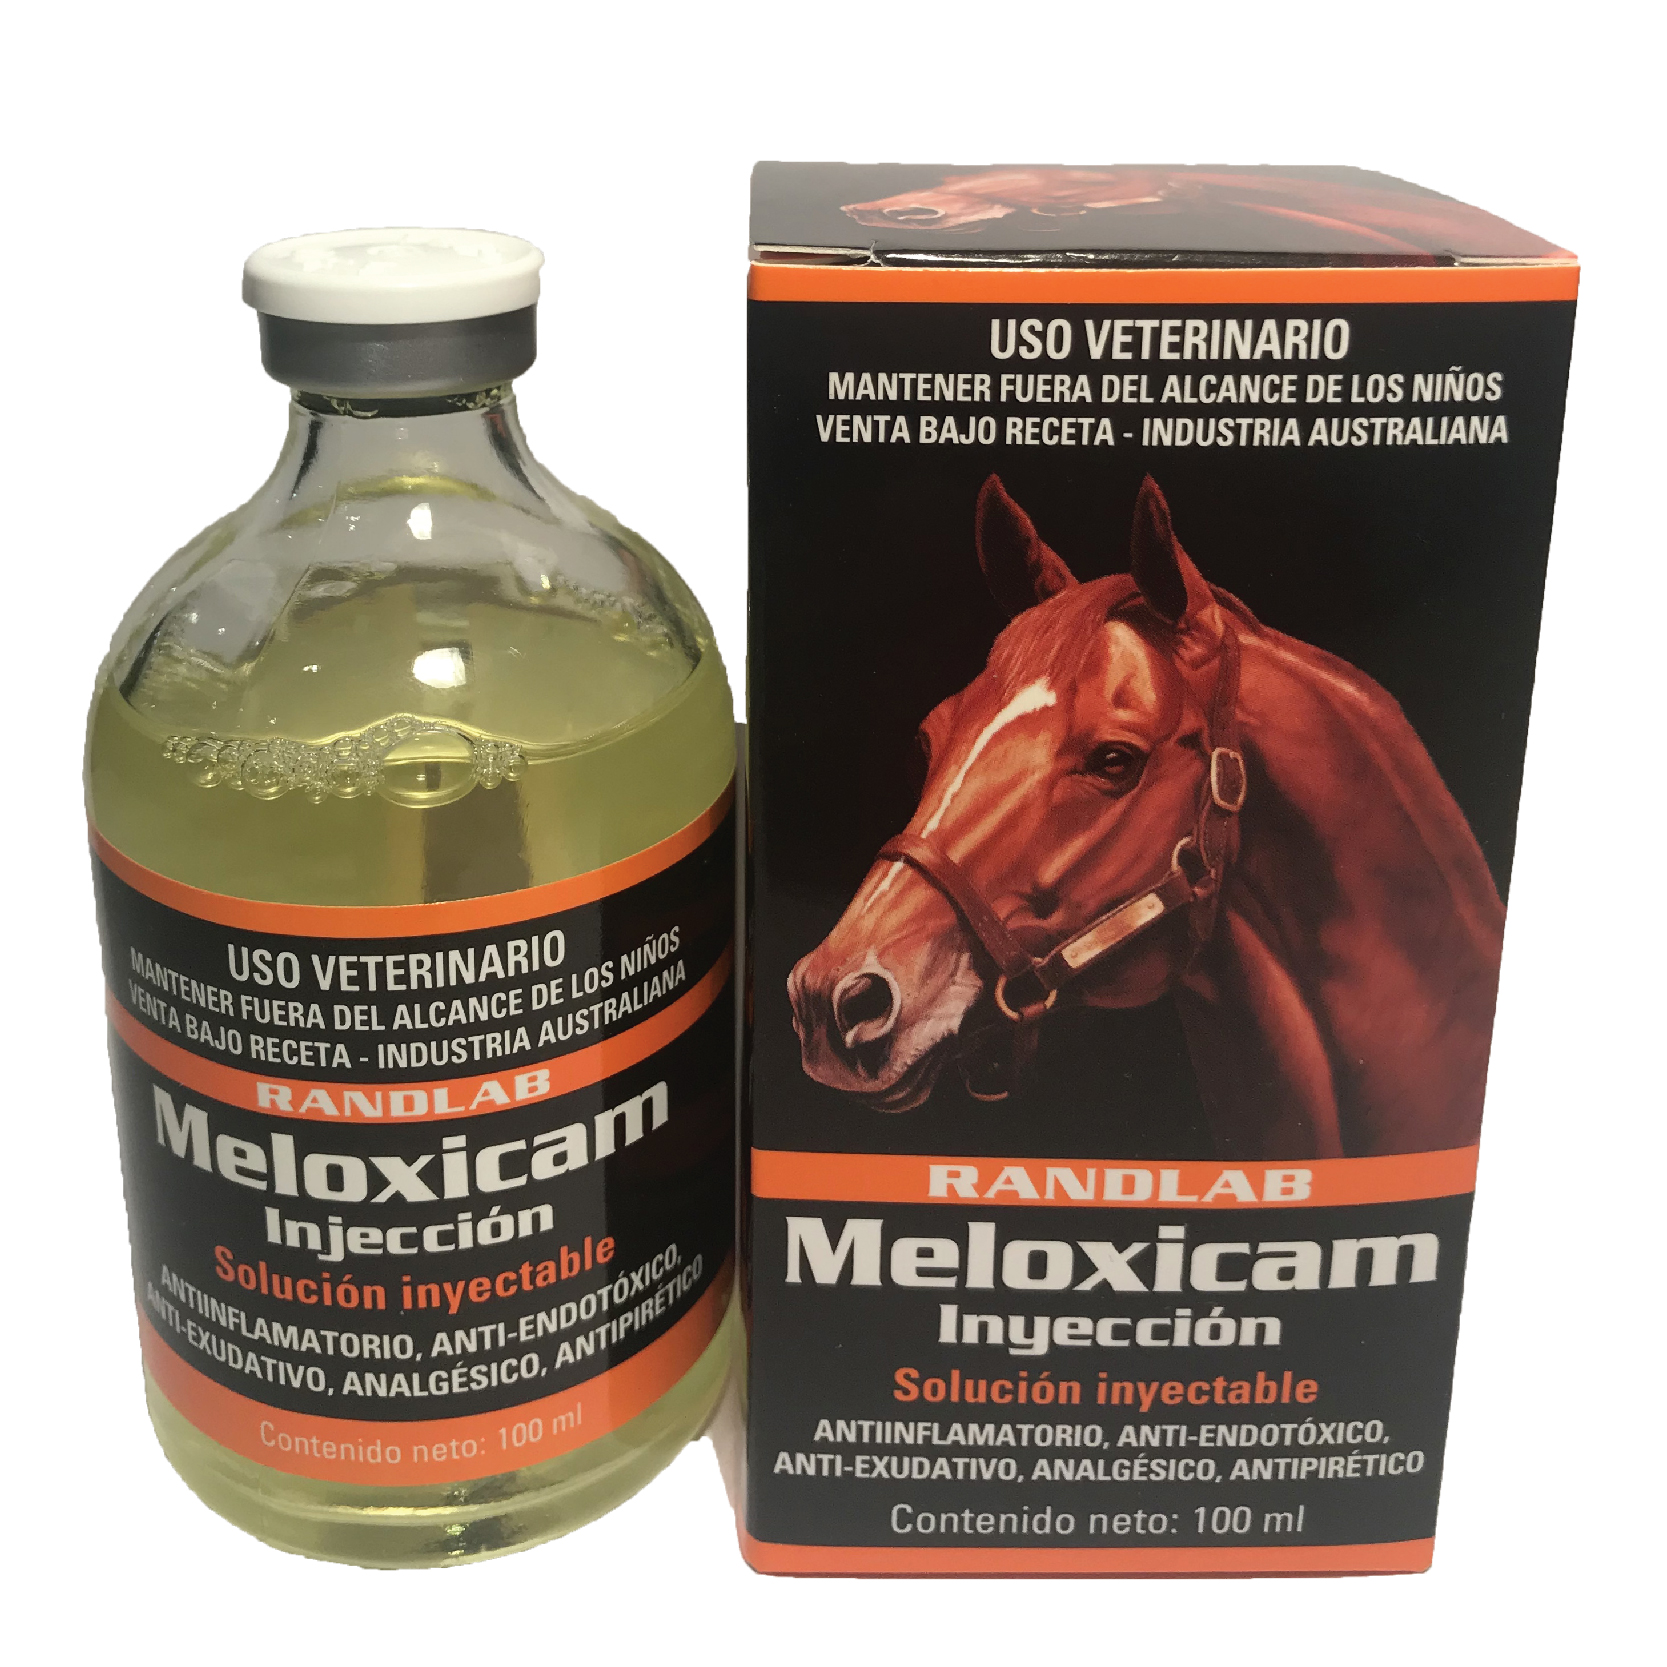 USO VETERINARIO
MANTENER FUERA DEL ALCANCE DE LOS NIÑOS
VENTA BAJO RECETA - INDUSTRIA AUSTRALIANA
RANDLAB
Meloxicam
Injección
Solución inyectable
ANTIINFLAMATORIO, ANTI-ENDOTÓXICO,
ANTI-EXUDATIVO, ANALGÉSICO, ANTIPIRÉTICO
Contenido neto: 100 ml
USO VETERINARIO
MANTENER FUERA DEL ALCANCE DE LOS NIÑOS
VENTA BAJO RECETA - INDUSTRIA AUSTRALIANA
RANDLAB
Meloxicam
Inyección
Solución inyectable
ANTIINFLAMATORIO, ANTI-ENDOTÓXICO,
ANTI-EXUDATIVO, ANALGÉSICO, ANTIPIRÉTICO
Contenido neto: 100 ml